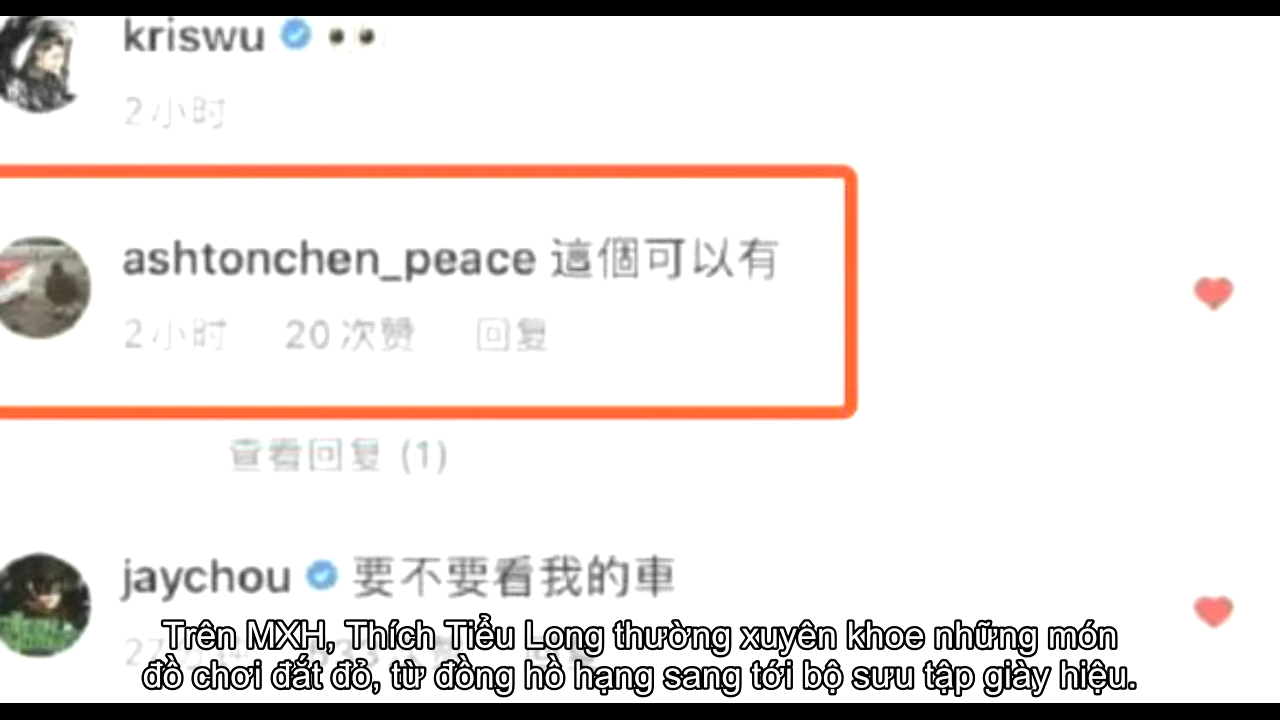 kriswu 👀
2小时
ashtonchen_peace 這個可以有
2小时 20次赞 回复
查看回复 (1)
jaychou 要不要看我的車
Trên MXH, Thích Tiểu Long thường xuyên khoe những món
đồ chơi đắt đỏ, từ đồng hồ hạng sang tới bộ sưu tập giày hiệu.